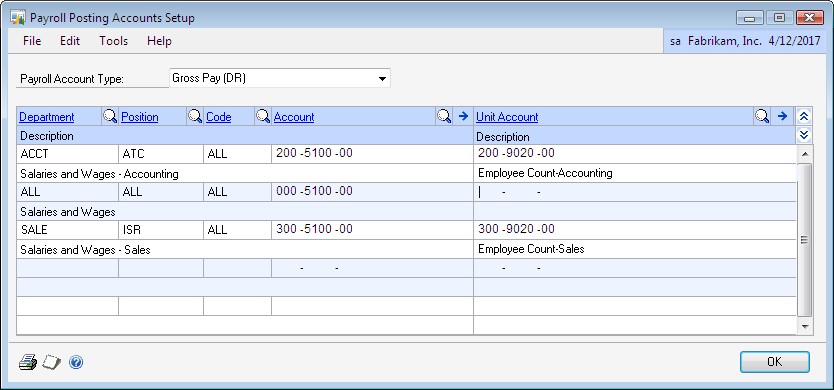 Payroll Posting Accounts Setup
File Edit Tools Help sa Fabrikam, Inc. 4/12/2017
Payroll Account Type: Gross Pay (DR)
Department Position Code Account Unit Account
Description Description
ACCT ATC ALL 200 -5100 -00 200 -9020 -00
Salaries and Wages - Accounting Employee Count-Accounting
ALL ALL ALL 000 -5100 -00 - -
Salaries and Wages
SALE ISR ALL 300 -5100 -00 300 -9020 -00
Salaries and Wages - Sales Employee Count-Sales
- -
OK